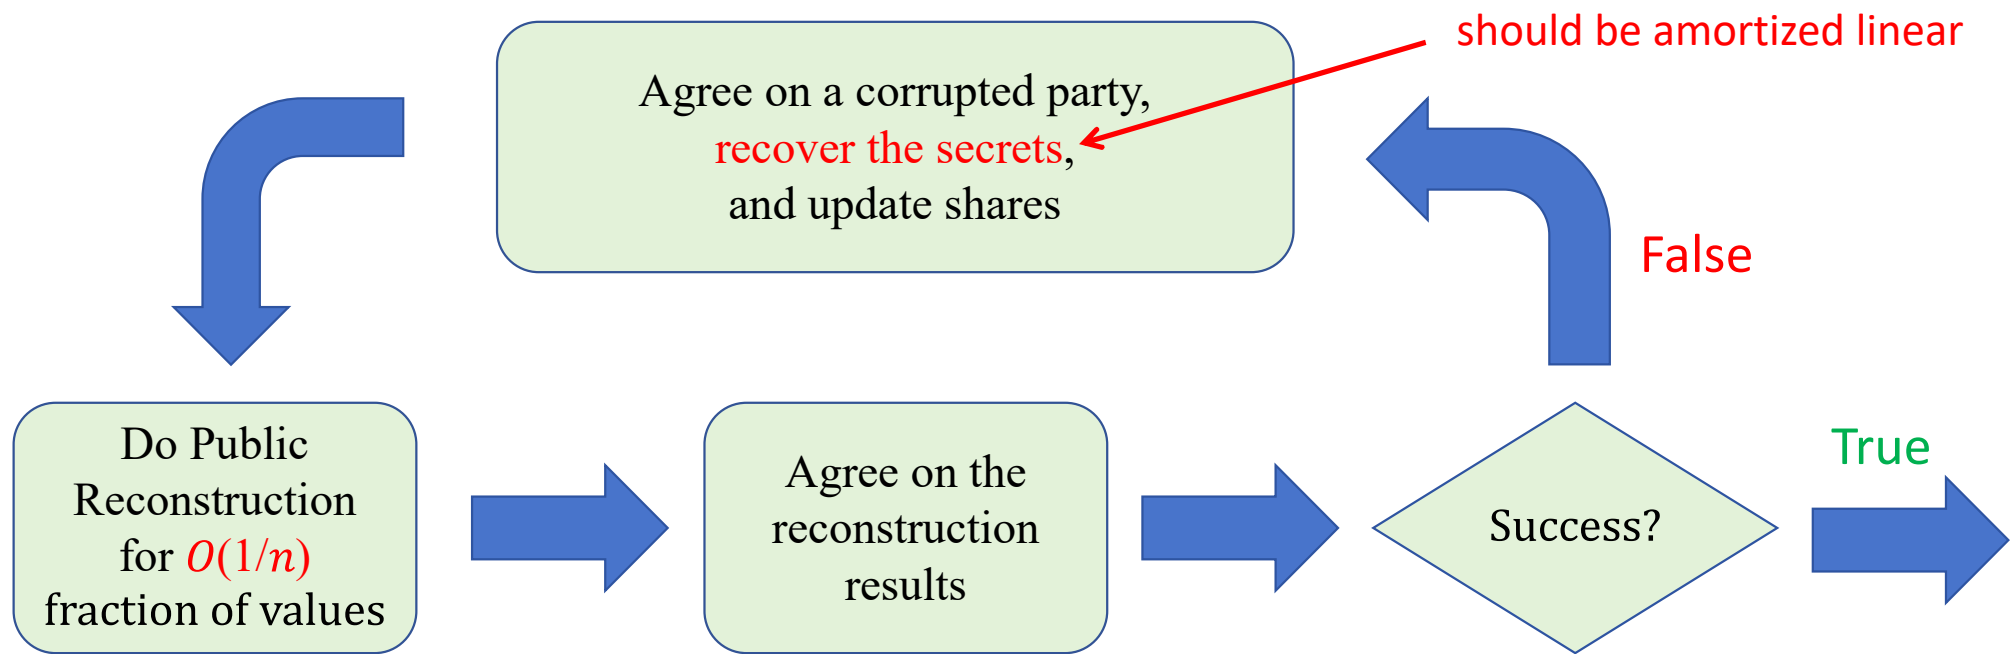 should be amortized linear
Agree on a corrupted party,
recover the secrets,
and update shares
False
Do Public
Reconstruction
for O(1/n)
fraction of values
Agree on the
reconstruction
results
Success?
True